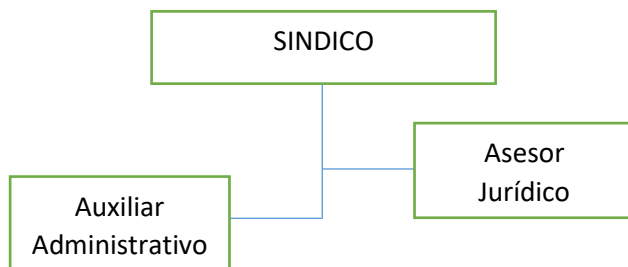 SINDICO
Asesor
Jurídico
Auxiliar
Administrativo